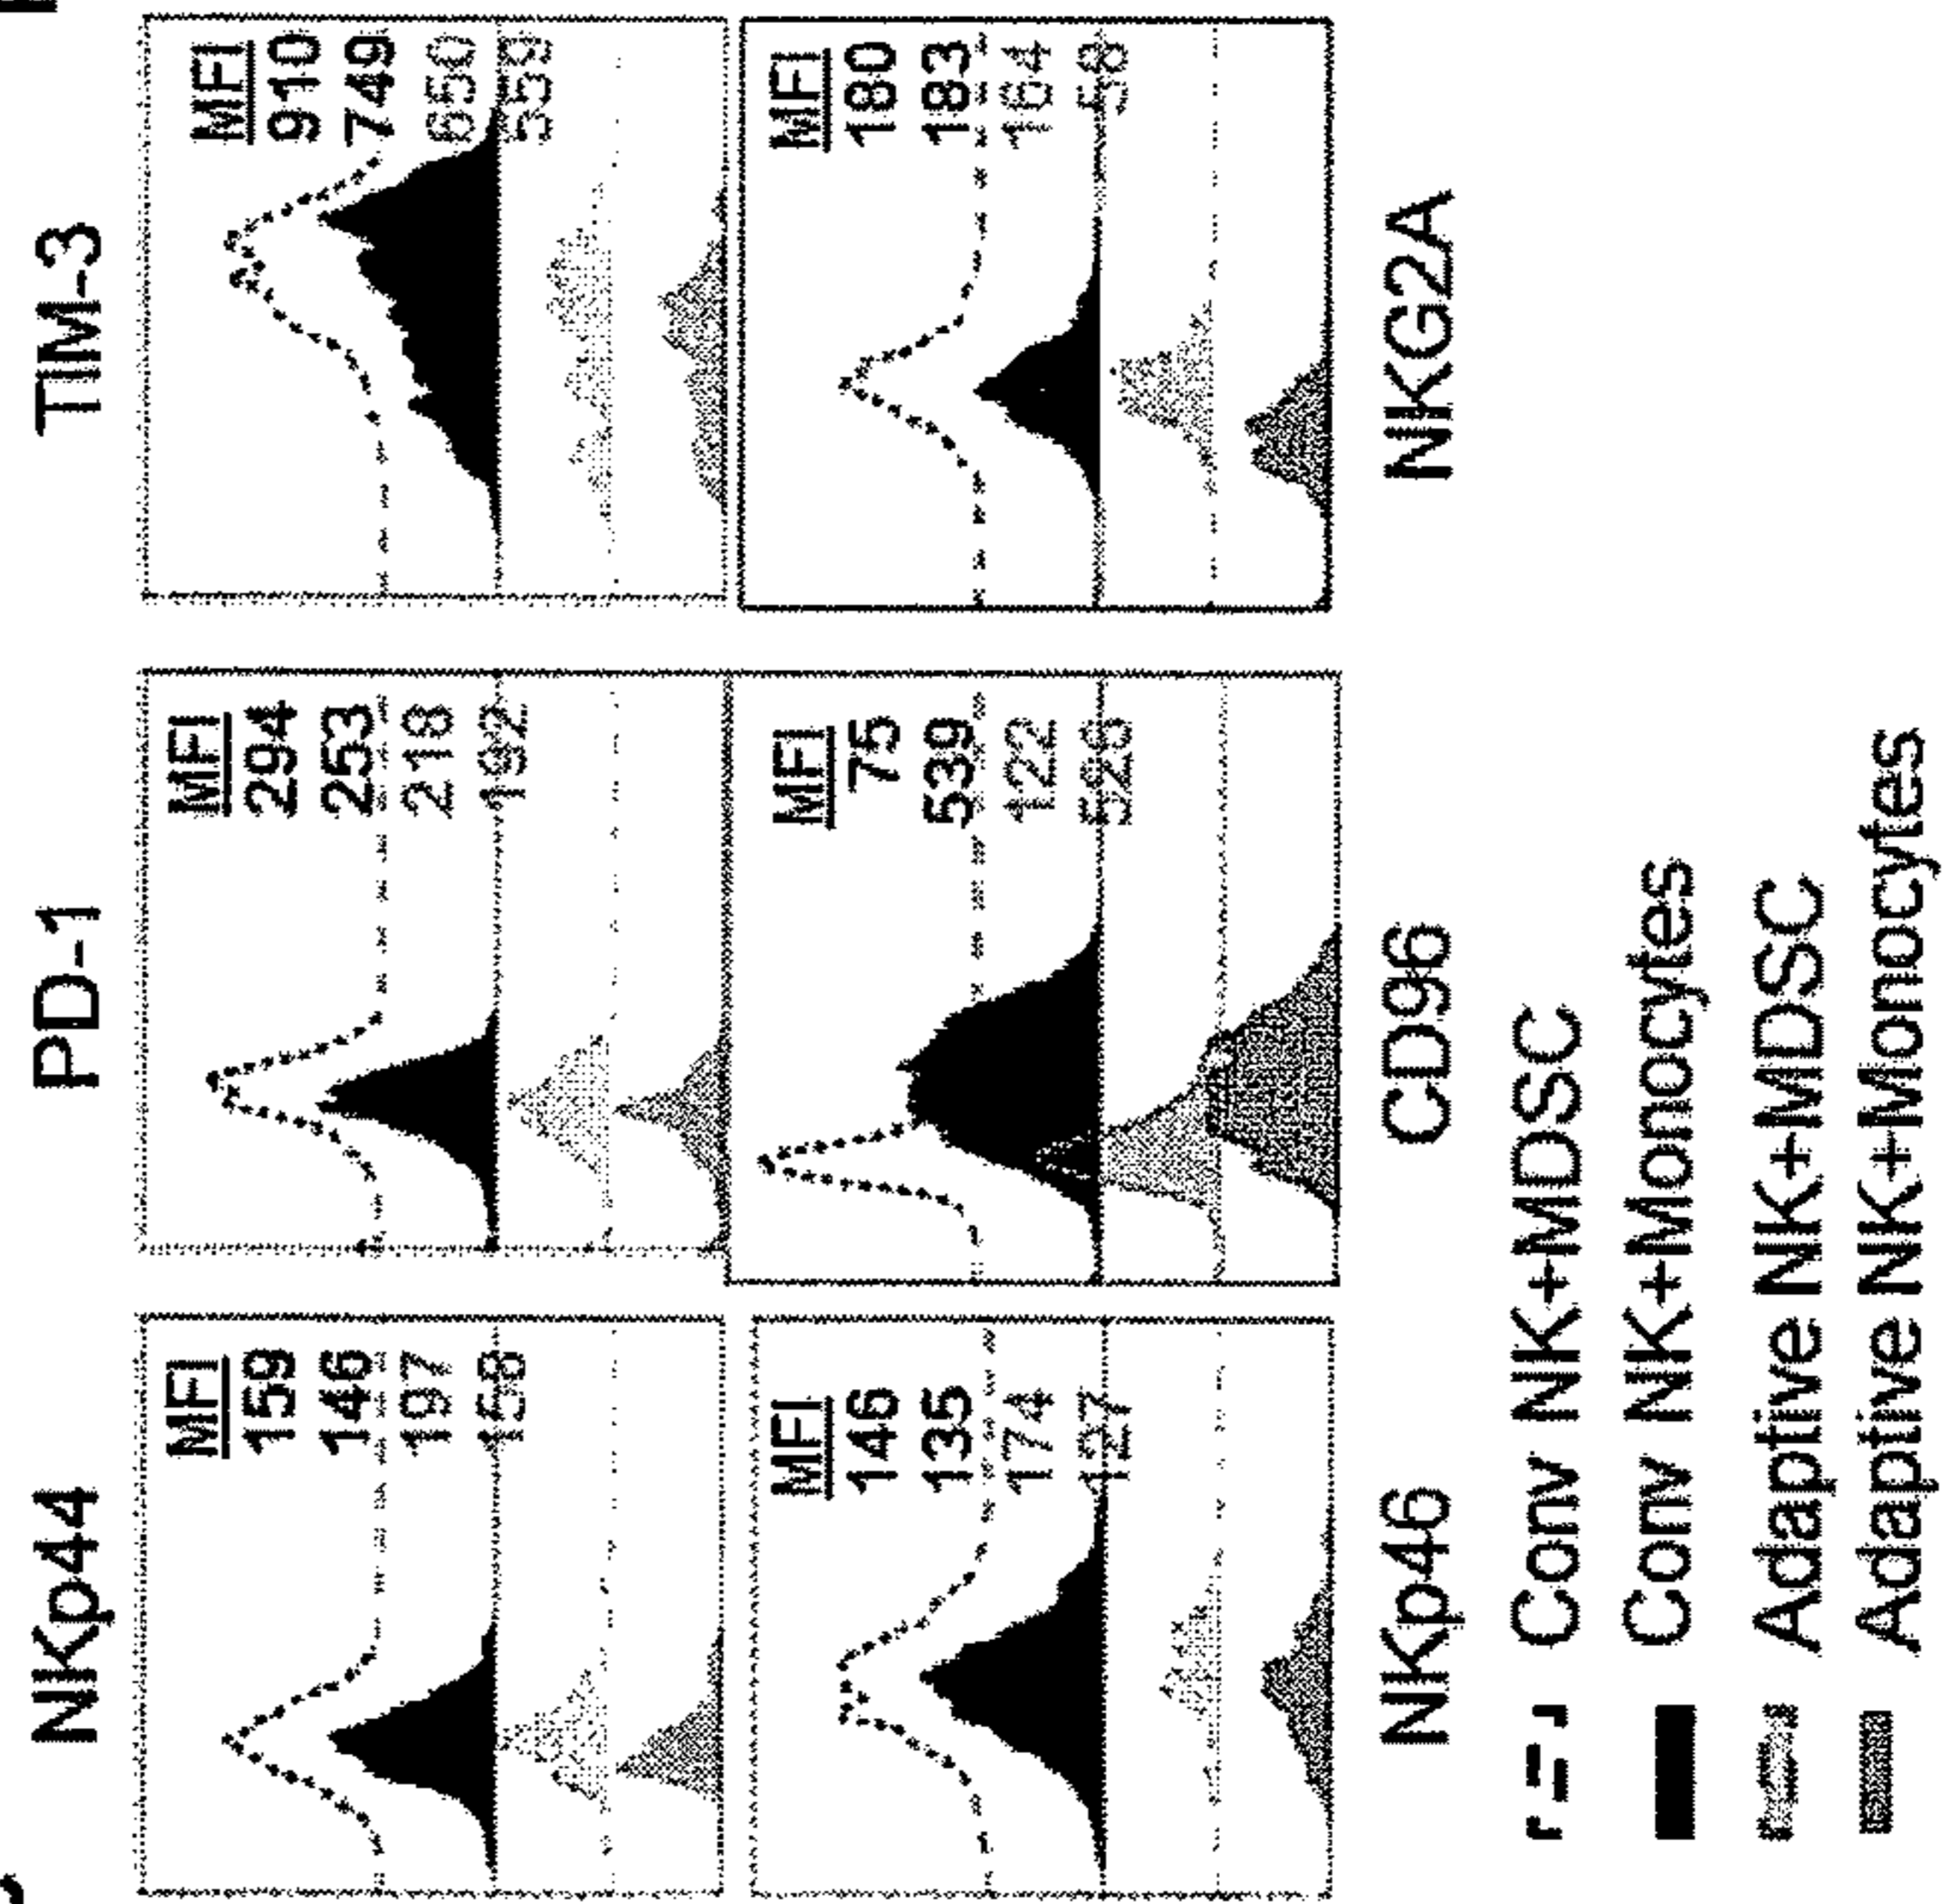 NKp44
MFI
159
146
197
158
PD-1
MFI
294
253
218
192
TIM-3
MFI
910
749
650
559
MFI
146
135
174
127
NKp46
MFI
75
539
122
526
CD96
MFI
180
183
164
58
NKG2A
Conv NK+MDSC
Conv NK+Monocytes
Adaptive NK+MDSC
Adaptive NK+Monocytes